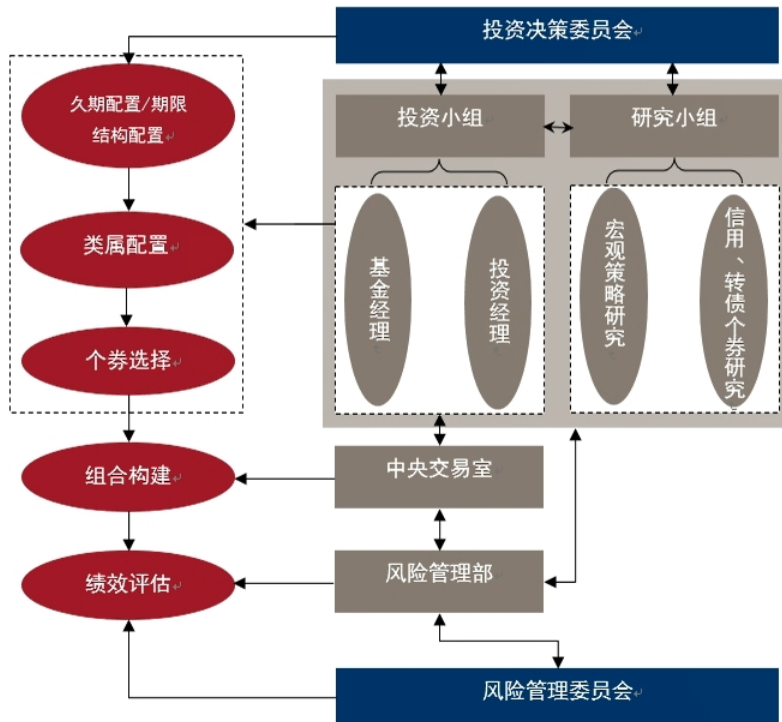 投资决策委员会
久期配置/期限
结构配置
投资小组
研究小组
类属配置
基金经理
投资经理
宏观策略研究
信用、转债个券研究
个券选择
组合构建
中央交易室
绩效评估
风险管理部
风险管理委员会